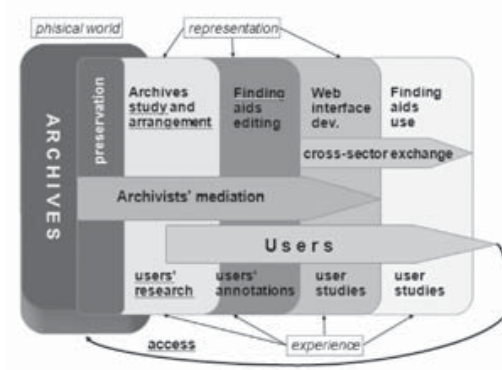 phisical world
representation
ARCHIVES
preservation
Archives
study and
arrangement
Finding
aids
editing
Web
interface
dev.
Finding
aids
use
cross-sector exchange
Archivists' mediation
Users
users'
research
users'
annotations
user
studies
user
studies
access
experience